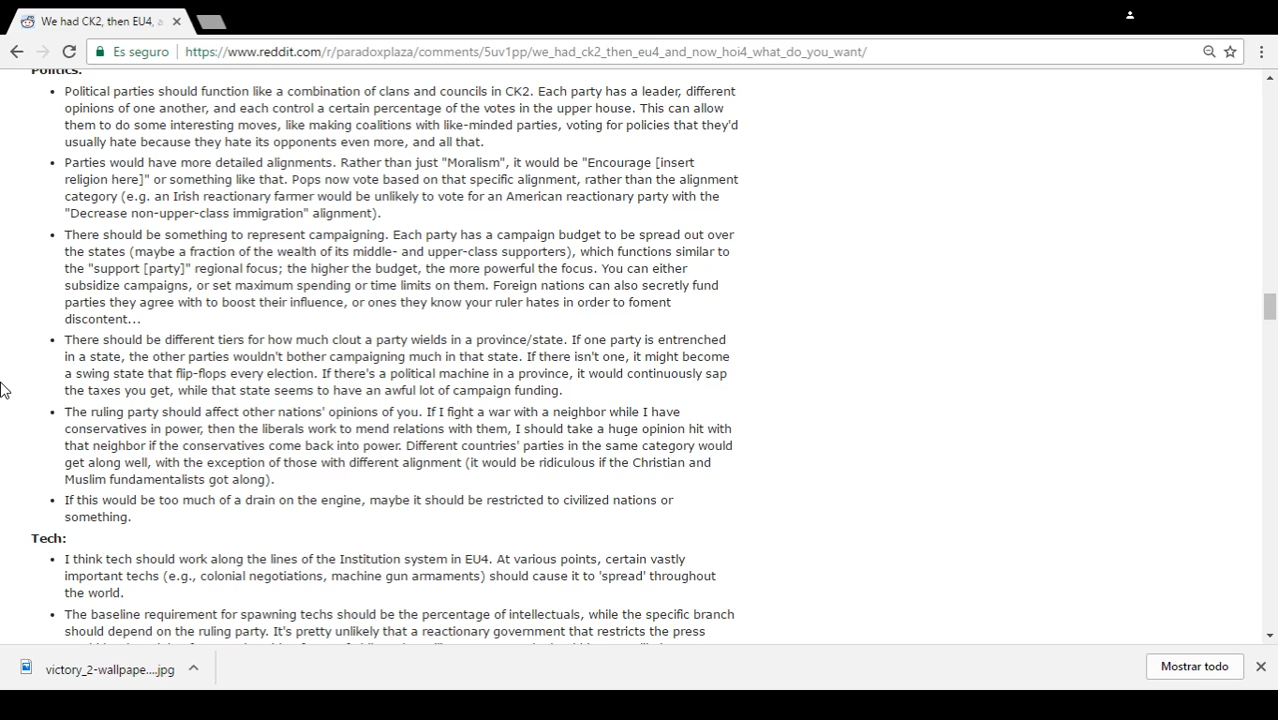 We had CK2, then EU4, a
Es seguro
https://www.reddit.com/r/paradoxplaza/comments/5uv1pp/we_had_ck2_then_eu4_and_now_hoi4_what_do_you_want/
Politics:
• Political parties should function like a combination of clans and councils in CK2. Each party has a leader, different
opinions of one another, and each control a certain percentage of the votes in the upper house. This can allow
them to do some interesting moves, like making coalitions with like-minded parties, voting for policies that they'd
usually hate because they hate its opponents even more, and all that.
• Parties would have more detailed alignments. Rather than just "Moralism", it would be "Encourage [insert
religion here]" or something like that. Pops now vote based on that specific alignment, rather than the alignment
category (e.g. an Irish reactionary farmer would be unlikely to vote for an American reactionary party with the
"Decrease non-upper-class immigration" alignment).
• There should be something to represent campaigning. Each party has a campaign budget to be spread out over
the states (maybe a fraction of the wealth of its middle- and upper-class supporters), which functions similar to
the "support [party]" regional focus; the higher the budget, the more powerful the focus. You can either
subsidize campaigns, or set maximum spending or time limits on them. Foreign nations can also secretly fund
parties they agree with to boost their influence, or ones they know your ruler hates in order to foment
discontent...
• There should be different tiers for how much clout a party wields in a province/state. If one party is entrenched
in a state, the other parties wouldn't bother campaigning much in that state. If there isn't one, it might become
a swing state that flip-flops every election. If there's a political machine in a province, it would continuously sap
the taxes you get, while that state seems to have an awful lot of campaign funding.
• The ruling party should affect other nations' opinions of you. If I fight a war with a neighbor while I have
conservatives in power, then the liberals work to mend relations with them, I should take a huge opinion hit with
that neighbor if the conservatives come back into power. Different countries' parties in the same category would
get along well, with the exception of those with different alignment (it would be ridiculous if the Christian and
Muslim fundamentalists got along).
• If this would be too much of a drain on the engine, maybe it should be restricted to civilized nations or
something.
Tech:
• I think tech should work along the lines of the Institution system in EU4. At various points, certain vastly
important techs (e.g., colonial negotiations, machine gun armaments) should cause it to 'spread' throughout
the world.
• The baseline requirement for spawning techs should be the percentage of intellectuals, while the specific branch
should depend on the ruling party. It's pretty unlikely that a reactionary government that restricts the press
victory_2-wallpape....jpg
Mostrar todo